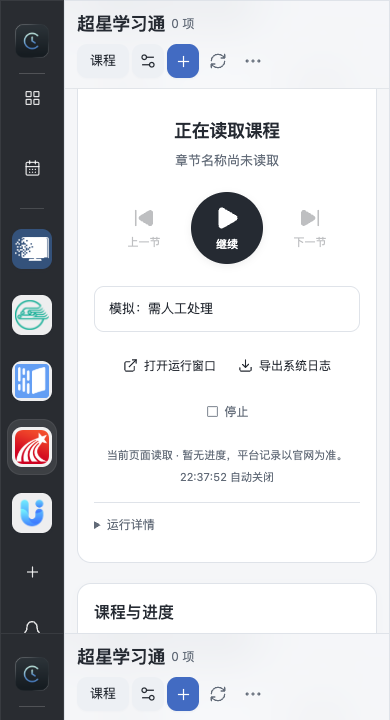 超星学习通 0 项
课程
正在读取课程
章节名称尚未读取
上一节
继续
下一节
模拟：需人工处理
打开运行窗口
导出系统日志
停止
当前页面读取 · 暂无进度，平台记录以官网为准。
22:37:52 自动关闭
运行详情
课程与进度
超星学习通 0 项
课程